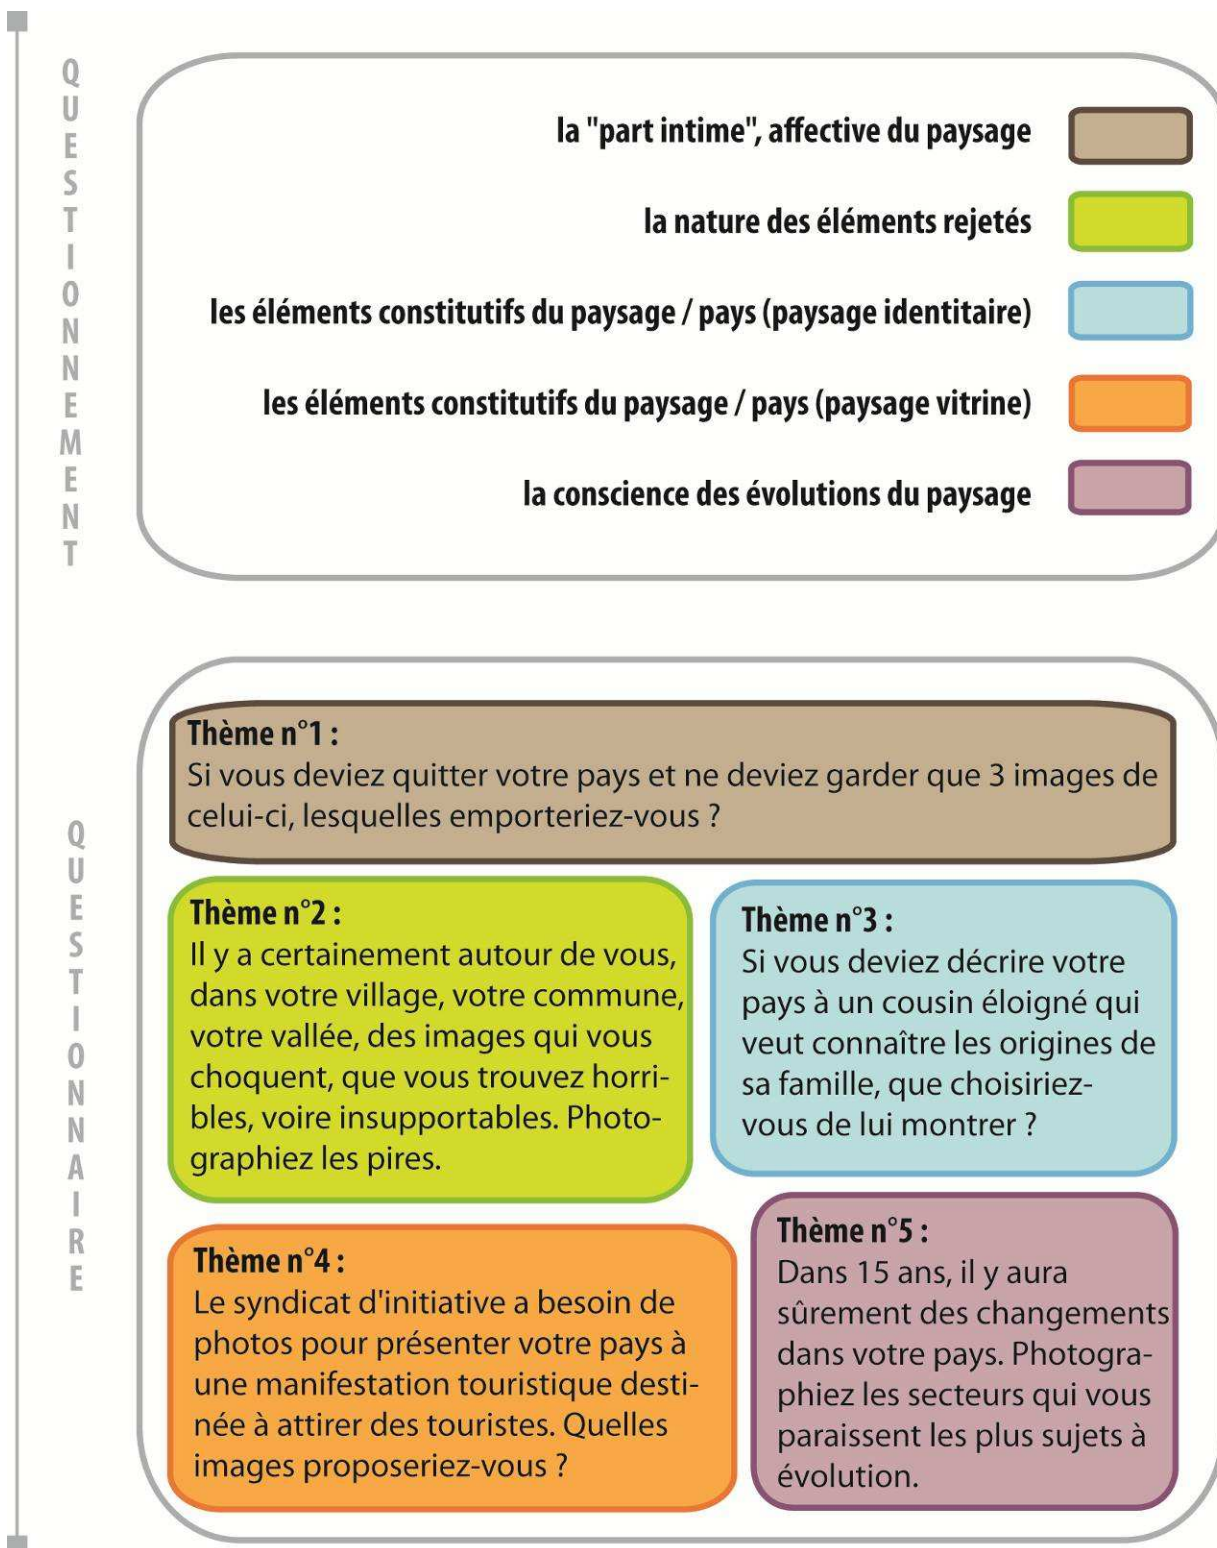 QUESTIONNEMENT
la "part intime", affective du paysage
la nature des éléments rejetés
les éléments constitutifs du paysage / pays (paysage identitaire)
les éléments constitutifs du paysage / pays (paysage vitrine)
la conscience des évolutions du paysage
QUESTIONNAIRE
Thème n°1 :
Si vous deviez quitter votre pays et ne deviez garder que 3 images de
celui-ci, lesquelles emporteriez-vous ?
Thème n°2 :
Il y a certainement autour de vous,
dans votre village, votre commune,
votre vallée, des images qui vous
choquent, que vous trouvez horri-
bles, voire insupportables. Photo-
graphiez les pires.
Thème n°3 :
Si vous deviez décrire votre
pays à un cousin éloigné qui
veut connaître les origines de
sa famille, que choisiriez-
vous de lui montrer ?
Thème n°4 :
Le syndicat d'initiative a besoin de
photos pour présenter votre pays à
une manifestation touristique desti-
née à attirer des touristes. Quelles
images proposeriez-vous ?
Thème n°5 :
Dans 15 ans, il y aura
sûrement des changements
dans votre pays. Photogra-
phiez les secteurs qui vous
paraissent les plus sujets à
évolution.